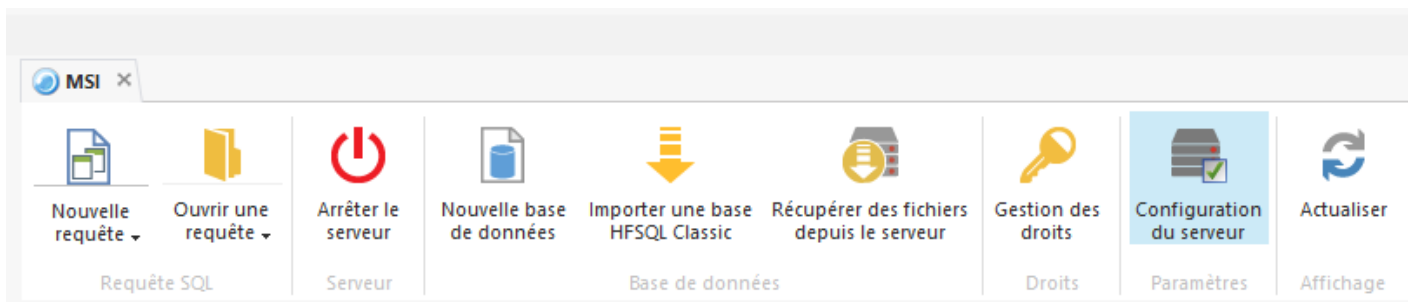 MSI
Nouvelle requête
Ouvrir une requête
Arrêter le serveur
Nouvelle base de données
Importer une base HFSQL Classic
Récupérer des fichiers depuis le serveur
Gestion des droits
Configuration du serveur
Actualiser
Requête SQL
Serveur
Base de données
Droits
Paramètres
Affichage